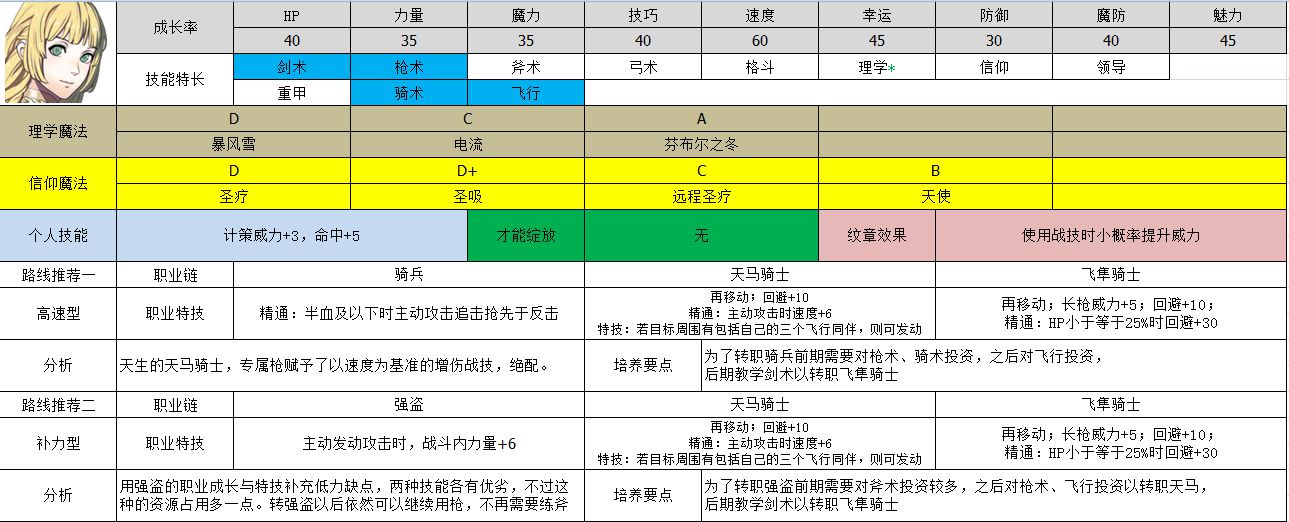 成长率 HP 力量 魔力 技巧 速度 幸运 防御 魔防 魅力
40 35 35 40 60 45 30 40 45
技能特长 剑术 枪术 斧术 弓术 格斗 理学* 信仰 领导
重甲 骑术 飞行
理学魔法 D C A
暴风雪 电流 芬布尔之冬
信仰魔法 D D+ C B
圣疗 圣吸 远程圣疗 天使
个人技能 计策威力+3，命中+5 才能绽放 无 纹章效果 使用战技时小概率提升威力
路线推荐一 职业链 骑兵 天马骑士 飞隼骑士
高速型 职业特技 精通：半血及以下时主动攻击追击抢先于反击
再移动；回避+10
精通：主动攻击时速度+6
特技：若目标周围有包括自己的三个飞行同伴，则可发动
再移动；长枪威力+5；回避+10；
精通：HP小于等于25%时回避+30
分析 天生的天马骑士，专属枪赋予了以速度为基准的增伤战技，绝配。
培养要点 为了转职骑兵前期需要对枪术、骑术投资，之后对飞行投资，
后期教学剑术以转职飞隼骑士
路线推荐二 职业链 强盗 天马骑士 飞隼骑士
补力型 职业特技 主动发动攻击时，战斗内力量+6
再移动；回避+10
精通：主动攻击时速度+6
特技：若目标周围有包括自己的三个飞行同伴，则可发动
再移动；长枪威力+5；回避+10；
精通：HP小于等于25%时回避+30
分析 用强盗的职业成长与特技补充低力缺点，两种技能各有优劣，不过这
种的资源占用多一点。转强盗以后依然可以继续用枪，不再需要练斧
培养要点 为了转职强盗前期需要对斧术投资较多，之后对枪术、飞行投资以转职天马，
后期教学剑术以转职飞隼骑士